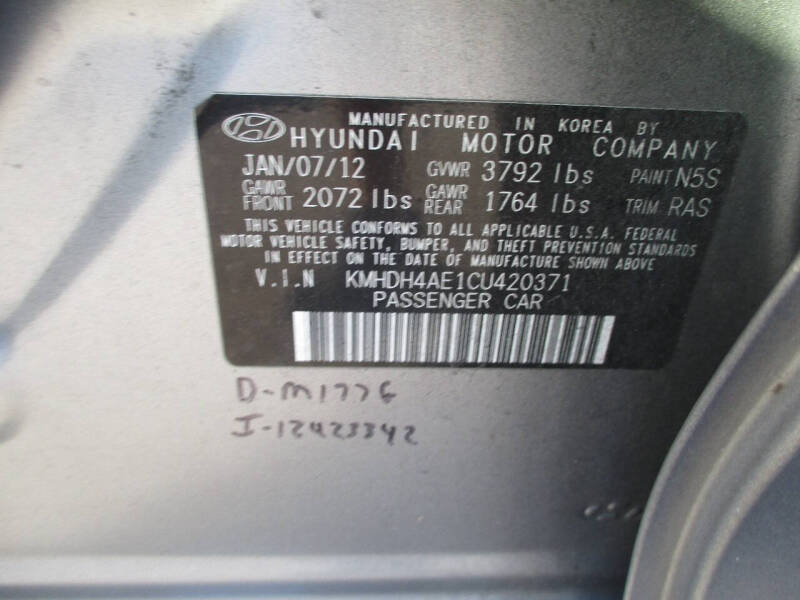 MANUFACTURED IN KOREA BY
HYUNDAI MOTOR COMPANY
JAN/07/12 GVWR 3792 lbs PAINT N5S
GAWR FRONT 2072 lbs GAWR REAR 1764 lbs TRIM RAS
THIS VEHICLE CONFORMS TO ALL APPLICABLE U.S.A. FEDERAL
MOTOR VEHICLE SAFETY, BUMPER, AND THEFT PREVENTION STANDARDS
IN EFFECT ON THE DATE OF MANUFACTURE SHOWN ABOVE
V.I.N KMHDH4AE1CU420371
PASSENGER CAR
D-M1776
I-12423342